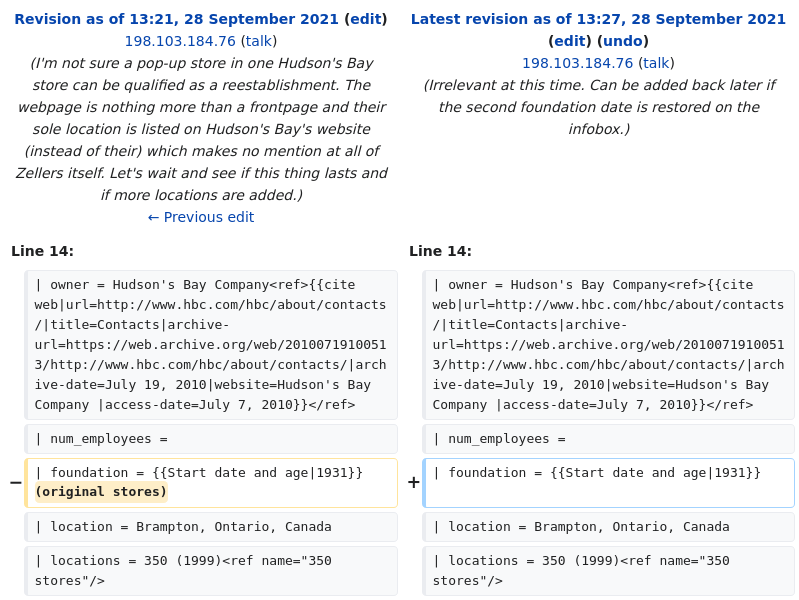 Revision as of 13:21, 28 September 2021 (edit)
198.103.184.76 (talk)
(I'm not sure a pop-up store in one Hudson's Bay
store can be qualified as a reestablishment. The
webpage is nothing more than a frontpage and their
sole location is listed on Hudson's Bay's website
(instead of their) which makes no mention at all of
Zellers itself. Let's wait and see if this thing lasts and
if more locations are added.)
← Previous edit
Latest revision as of 13:27, 28 September 2021
(edit) (undo)
198.103.184.76 (talk)
(Irrelevant at this time. Can be added back later if
the second foundation date is restored on the
infobox.)
Line 14:
| owner = Hudson's Bay Company<ref>{{cite
web|url=http://www.hbc.com/hbc/about/contacts
/|title=Contacts|archive-
url=https://web.archive.org/web/2010071910051
3/http://www.hbc.com/hbc/about/contacts/|arch
ive-date=July 19, 2010|website=Hudson's Bay
Company |access-date=July 7, 2010}}</ref>
| num_employees =
− | foundation = {{Start date and age|1931}}
(original stores)
| location = Brampton, Ontario, Canada
| locations = 350 (1999)<ref name="350
stores"/>
Line 14:
| owner = Hudson's Bay Company<ref>{{cite
web|url=http://www.hbc.com/hbc/about/contacts
/|title=Contacts|archive-
url=https://web.archive.org/web/2010071910051
3/http://www.hbc.com/hbc/about/contacts/|arch
ive-date=July 19, 2010|website=Hudson's Bay
Company |access-date=July 7, 2010}}</ref>
| num_employees =
+ | foundation = {{Start date and age|1931}}
| location = Brampton, Ontario, Canada
| locations = 350 (1999)<ref name="350
stores"/>